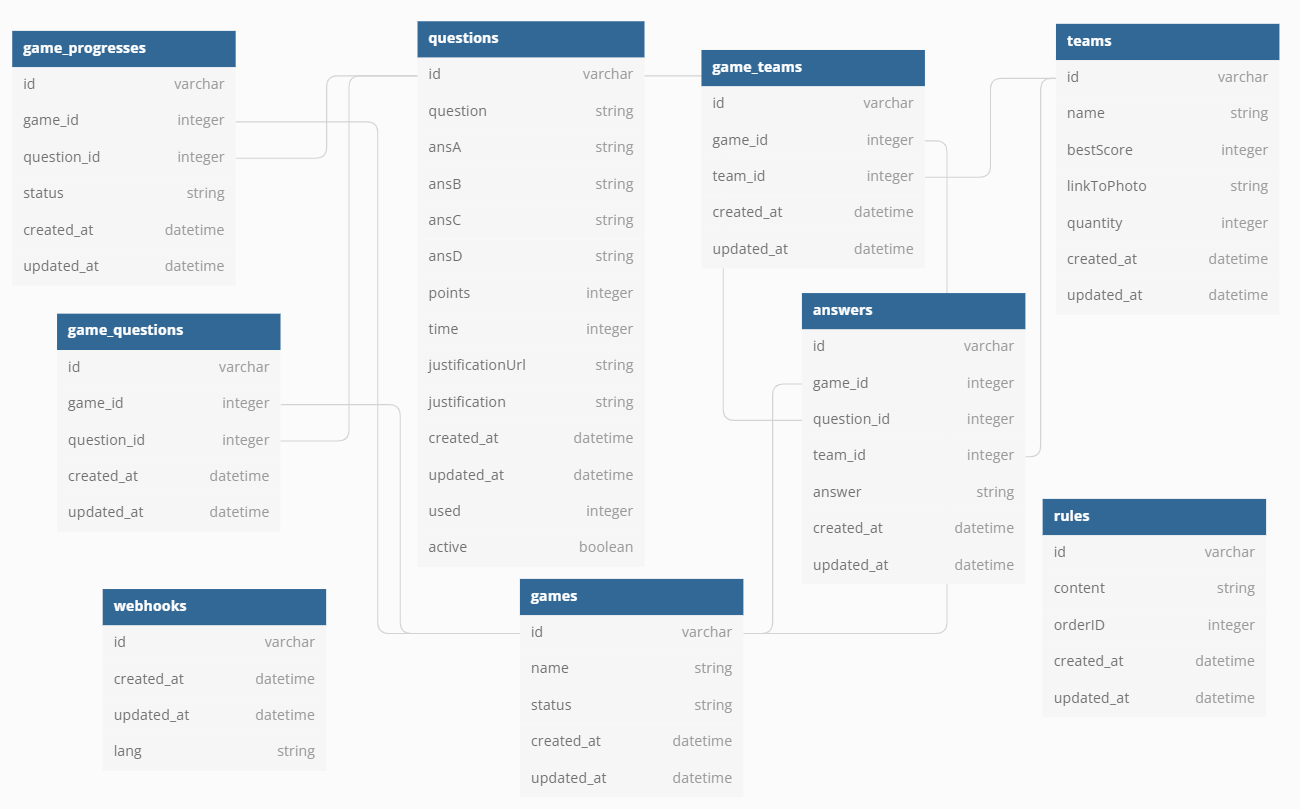 game_progresses
id varchar
game_id integer
question_id integer
status string
created_at datetime
updated_at datetime
questions
id varchar
question string
ansA string
ansB string
ansC string
ansD string
points integer
time integer
justificationUrl string
justification string
created_at datetime
updated_at datetime
used integer
active boolean
game_teams
id varchar
game_id integer
team_id integer
created_at datetime
updated_at datetime
teams
id varchar
name string
bestScore integer
linkToPhoto string
quantity integer
created_at datetime
updated_at datetime
game_questions
id varchar
game_id integer
question_id integer
created_at datetime
updated_at datetime
answers
id varchar
game_id integer
question_id integer
team_id integer
answer string
created_at datetime
updated_at datetime
rules
id varchar
content string
orderID integer
created_at datetime
updated_at datetime
webhooks
id varchar
created_at datetime
updated_at datetime
lang string
games
id varchar
name string
status string
created_at datetime
updated_at datetime